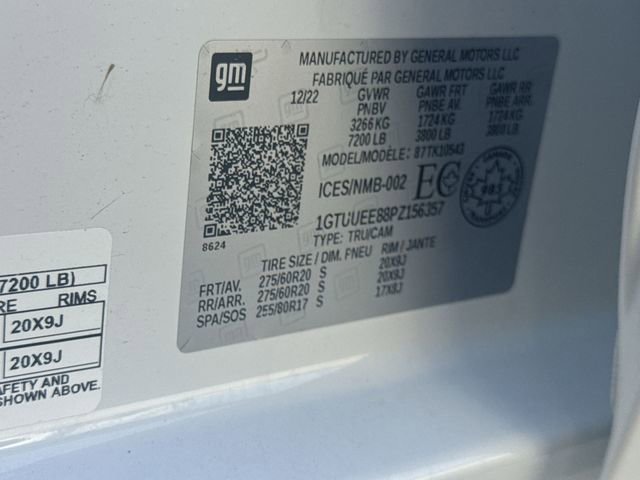 gm
MANUFACTURED BY GENERAL MOTORS LLC
FABRIQUÉ PAR GENERAL MOTORS LLC
12/22 GVWR GAWR FRT GAWR RR
PNBV PNBE AV. PNBE ARR.
3266 KG 1724 KG 1724 KG
7200 LB 3800 LB 3800 LB
MODEL/MODÈLE: 87TK10543
ICES/NMB-002 EC
CANADA
983
1GTUUEE88PZ156357
8624
TYPE: TRU/CAM
TIRE SIZE / DIM. PNEU RIM / JANTE
FRT/AV. 275/60R20 S 20X9J
RR/ARR. 275/60R20 S 20X9J
SPA/SOS 255/80R17 S 17X8J
7200 LB)
RE RIMS
20X9J
20X9J
AFETY AND
SHOWN ABOVE.